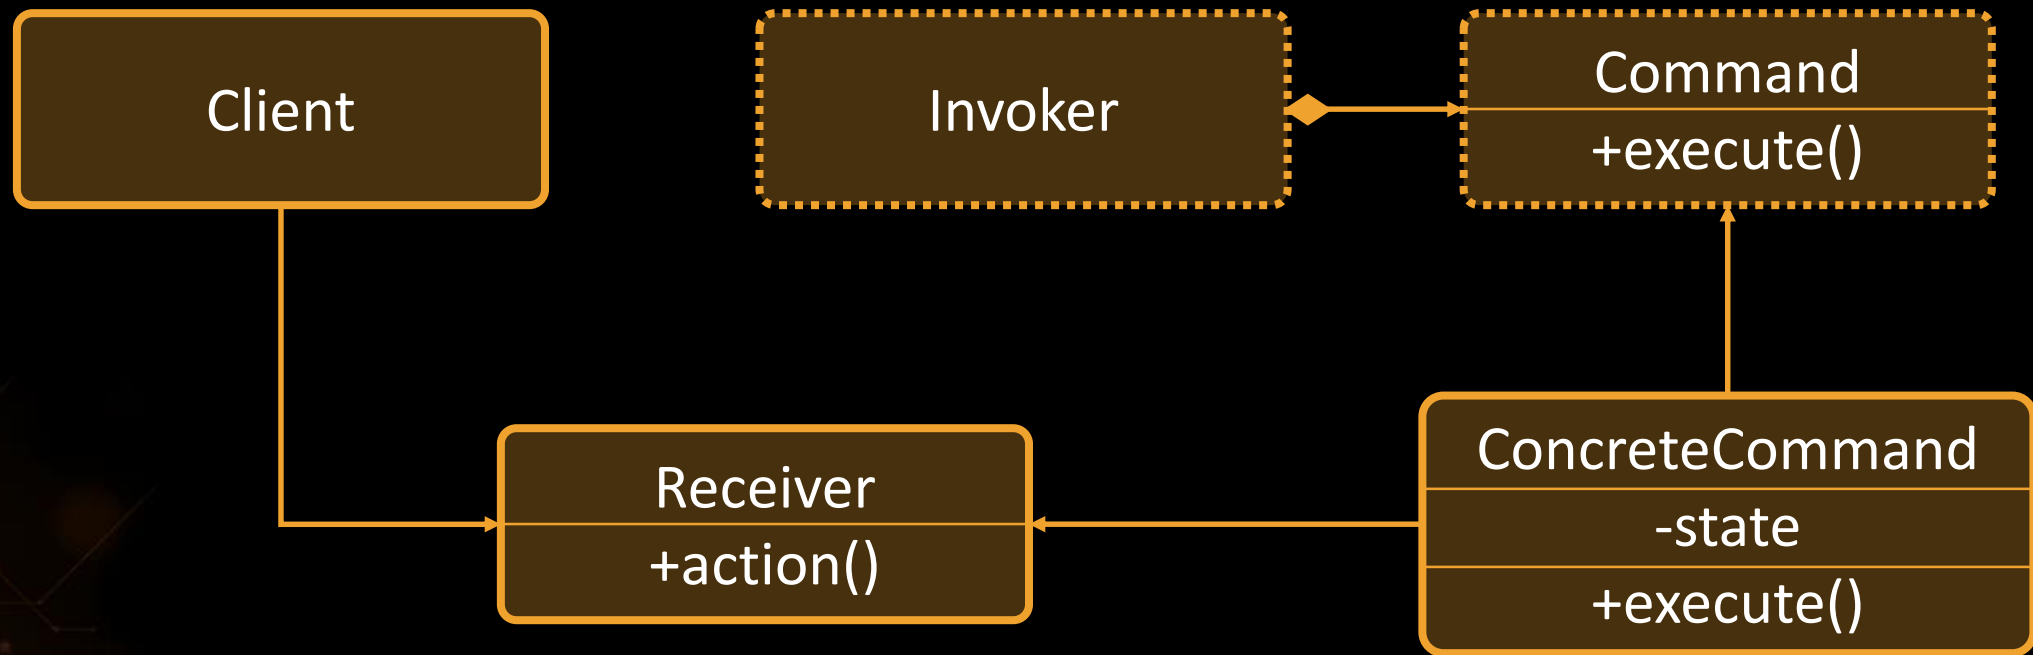 Client
Invoker
Command
+execute()
Receiver
+action()
ConcreteCommand
-state
+execute()